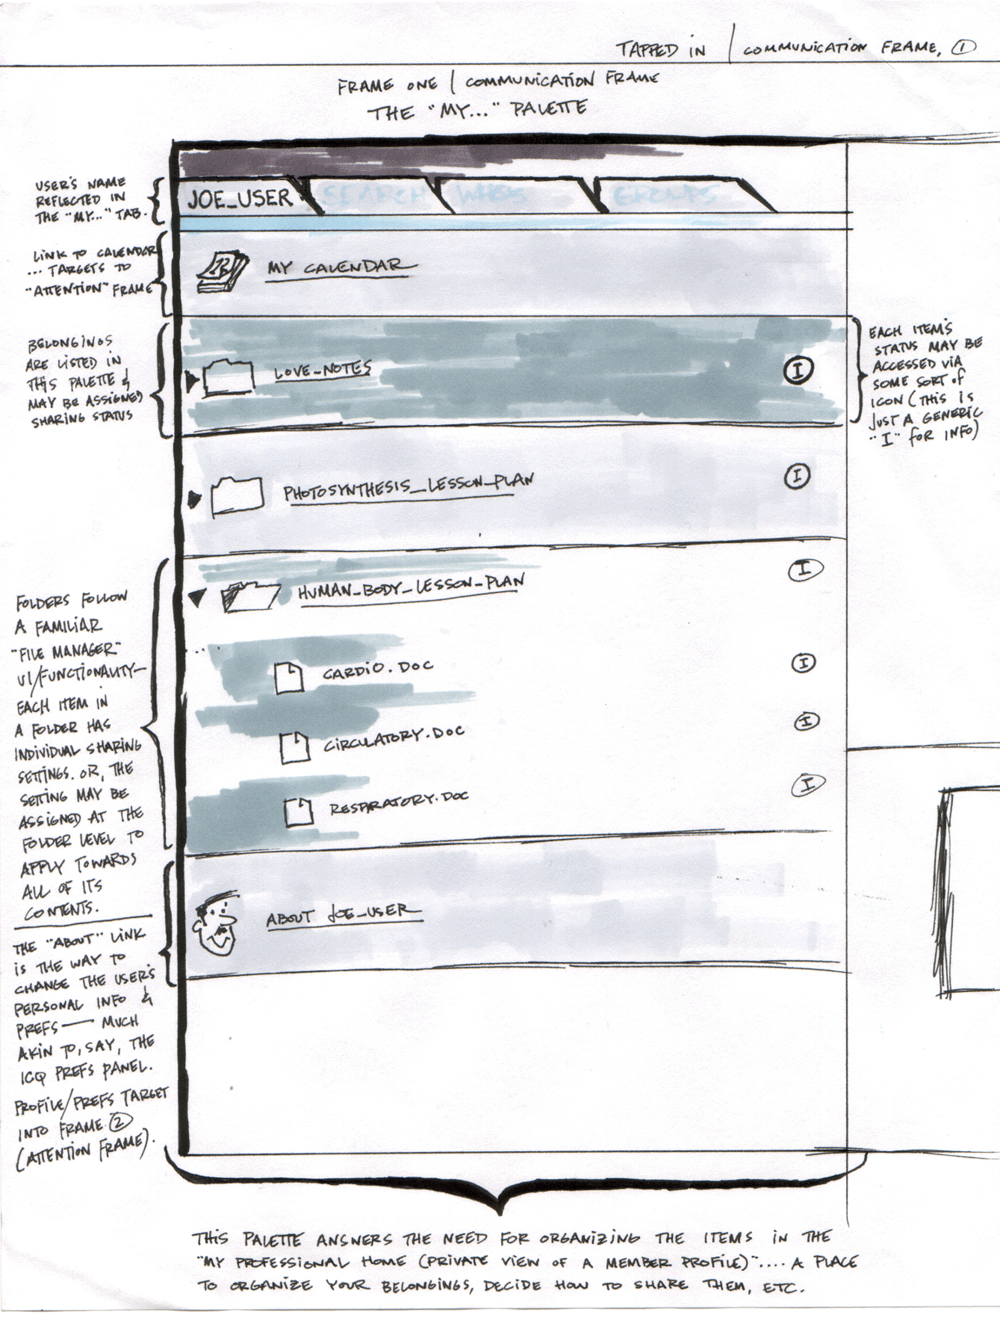 TAPPED IN | COMMUNICATION FRAME, 1
FRAME ONE | COMMUNICATION FRAME
THE "MY..." PALETTE
USER'S NAME
REFLECTED IN
THE "MY..." TAB.
JOE_USER
SEARCH
WHO'S
GROUPS
LINK TO CALENDAR
... TARGETS TO
"ATTENTION" FRAME
MY CALENDAR
BELONGINGS
ARE LISTED IN
THIS PALETTE &
MAY BE ASSIGNED
SHARING STATUS
LOVE_NOTES
I
EACH ITEM'S
STATUS MAY BE
ACCESSED VIA
SOME SORT OF
ICON (THIS IS
JUST A GENERIC
"I" FOR INFO)
PHOTOSYNTHESIS_LESSON_PLAN
I
FOLDERS FOLLOW
A FAMILIAR
"FILE MANAGER"
UI/FUNCTIONALITY—
EACH ITEM IN
A FOLDER HAS
INDIVIDUAL SHARING
SETTINGS. OR, THE
SETTING MAY BE
ASSIGNED AT THE
FOLDER LEVEL TO
APPLY TOWARDS
ALL OF ITS
CONTENTS.
HUMAN_BODY_LESSON_PLAN
I
CARDIO.DOC
I
CIRCULATORY.DOC
I
RESPIRATORY.DOC
I
THE "ABOUT" LINK
IS THE WAY TO
CHANGE THE USER'S
PERSONAL INFO &
PREFS — MUCH
AKIN TO, SAY, THE
ICQ PREFS PANEL.
PROFILE/PREFS TARGET
INTO FRAME 2
(ATTENTION FRAME).
ABOUT JOE_USER
THIS PALETTE ANSWERS THE NEED FOR ORGANIZING THE ITEMS IN THE
"MY PROFESSIONAL HOME (PRIVATE VIEW OF A MEMBER PROFILE)".... A PLACE
TO ORGANIZE YOUR BELONGINGS, DECIDE HOW TO SHARE THEM, ETC.